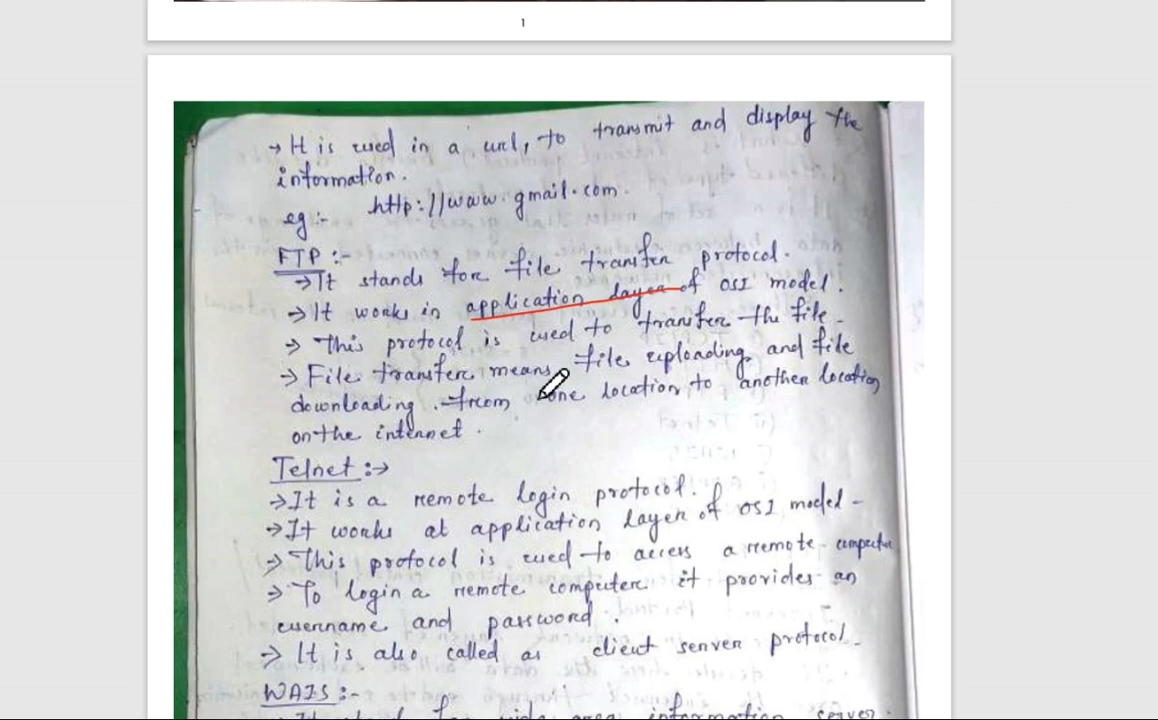 1
→ It is used in a url, to transmit and display the
information.
eg:- http://www.gmail.com.
FTP :-
→ It stands for file transfer protocol.
→ It works in application layer of OSI model.
→ This protocol is used to transfer the file.
→ File transfer means file uploading and file
downloading from one location to another location
on the internet.
Telnet :→
→ It is a remote login protocol.
→ It works at application layer of OSI model-
→ This protocol is used to access a remote computer
→ To login a remote computer it provides an
username and password.
→ It is also called as client server protocol.
WAIS :-
wide area information server.